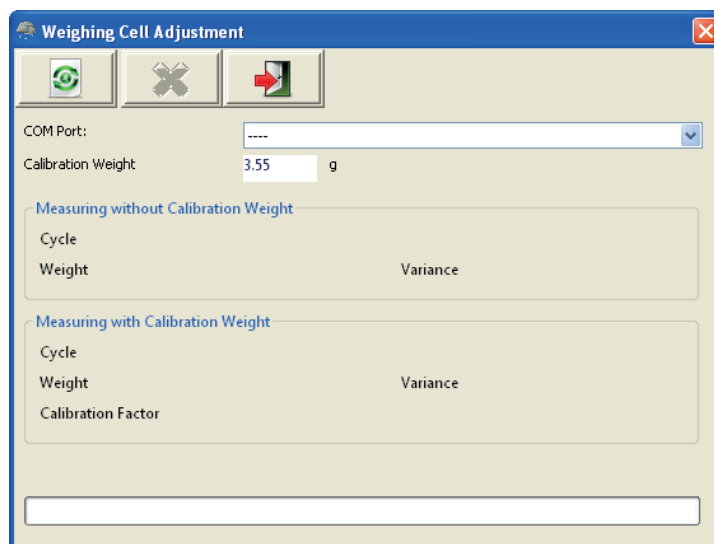 Weighing Cell Adjustment
COM Port: ----
Calibration Weight 3.55 g
Measuring without Calibration Weight
Cycle
Weight Variance
Measuring with Calibration Weight
Cycle
Weight Variance
Calibration Factor